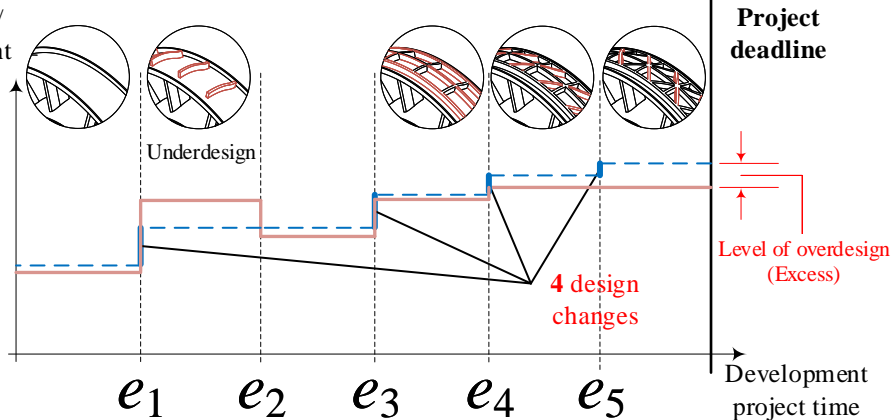 Project
deadline
Underdesign
Level of overdesign
(Excess)
4 design
changes
e1
e2
e3
e4
e5
Development
project time